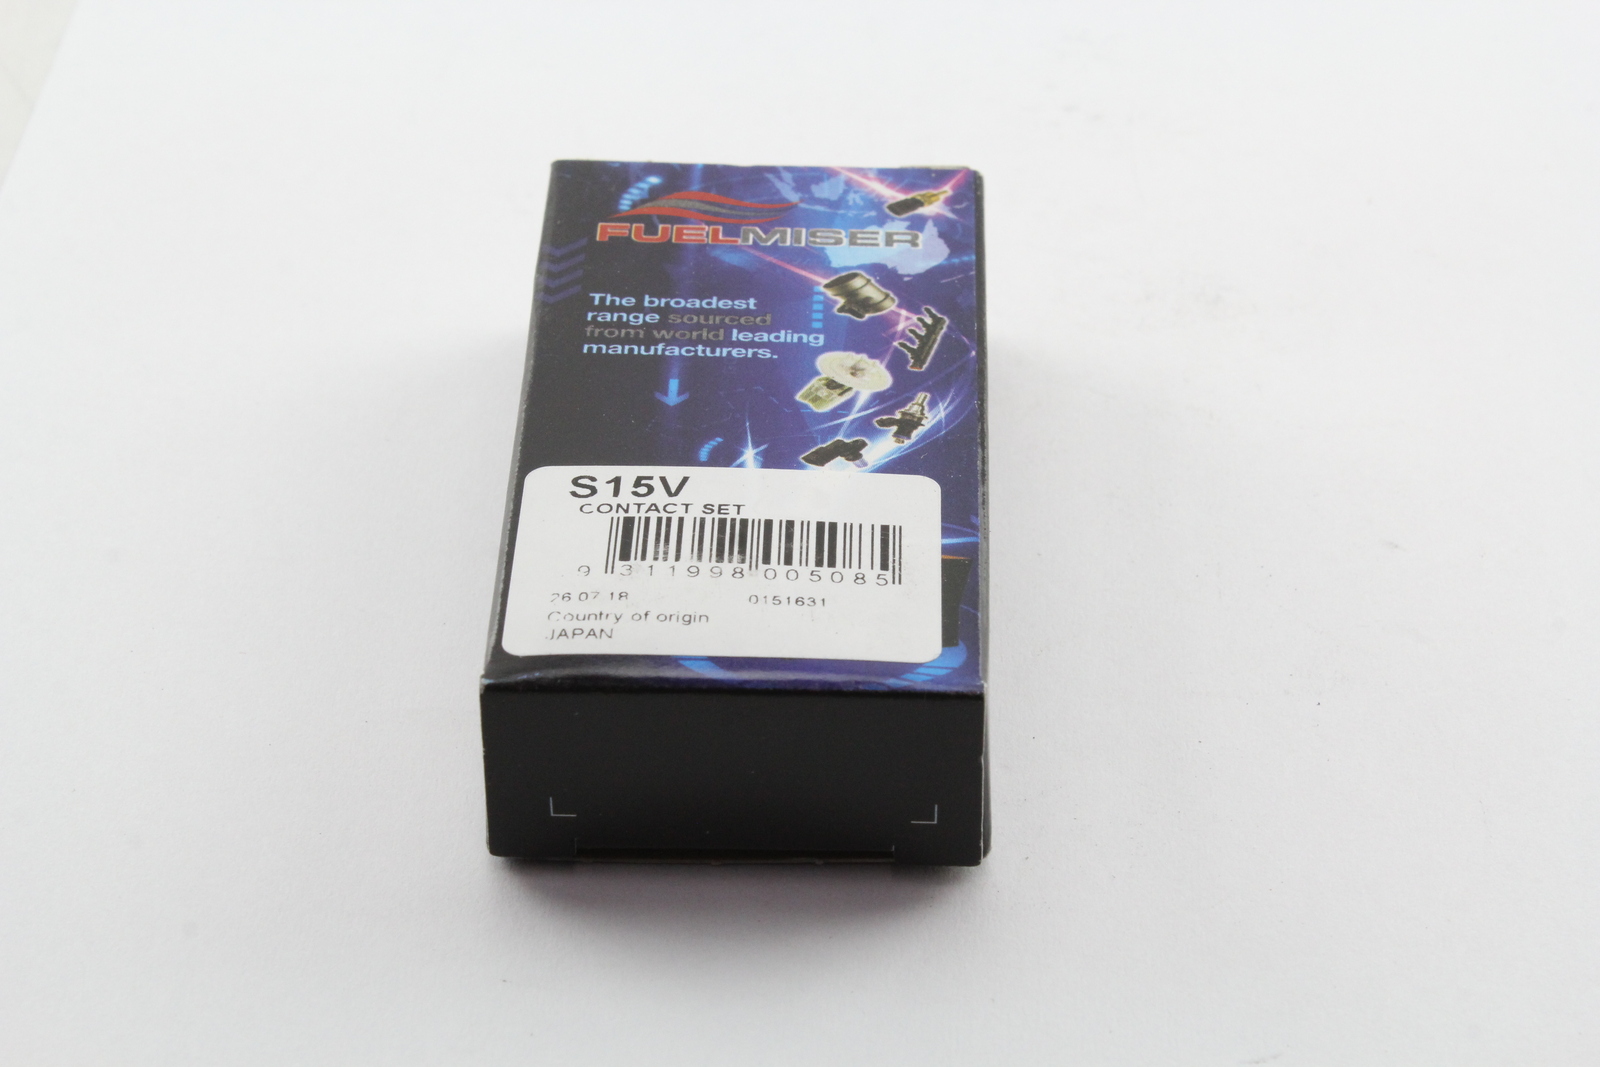 FUELMISER
The broadest
range sourced
from world leading
manufacturers.
S15V
CONTACT SET
9 311998 005085
26.07.18 0151631
Country of origin
JAPAN